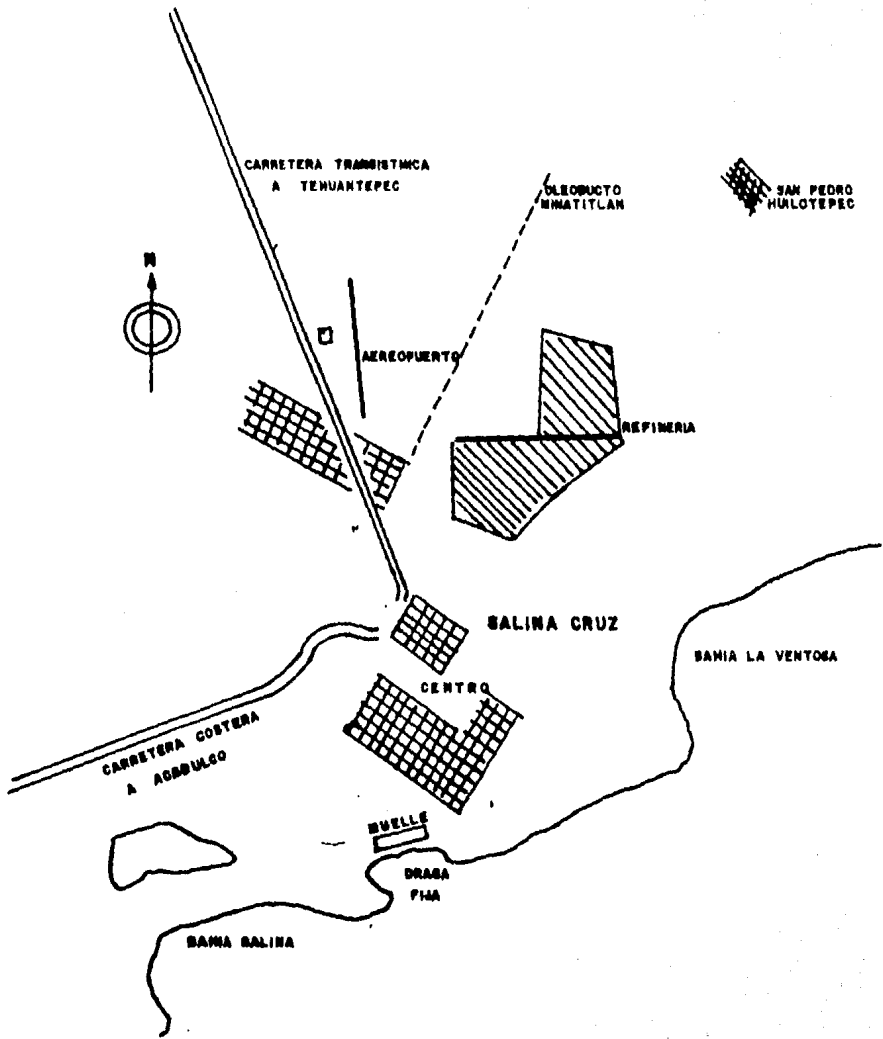 CARRETERA TRANSISTMICA
A TEHUANTEPEC
OLEODUCTO
MINATITLAN
SAN PEDRO
HUILOTEPEC
N
AEREOPUERTO
REFINERIA
SALINA CRUZ
BAHIA LA VENTOSA
CENTRO
CARRETERA COSTERA
A ACAPULCO
MUELLE
DRAGA
FIJA
BAHIA SALINA